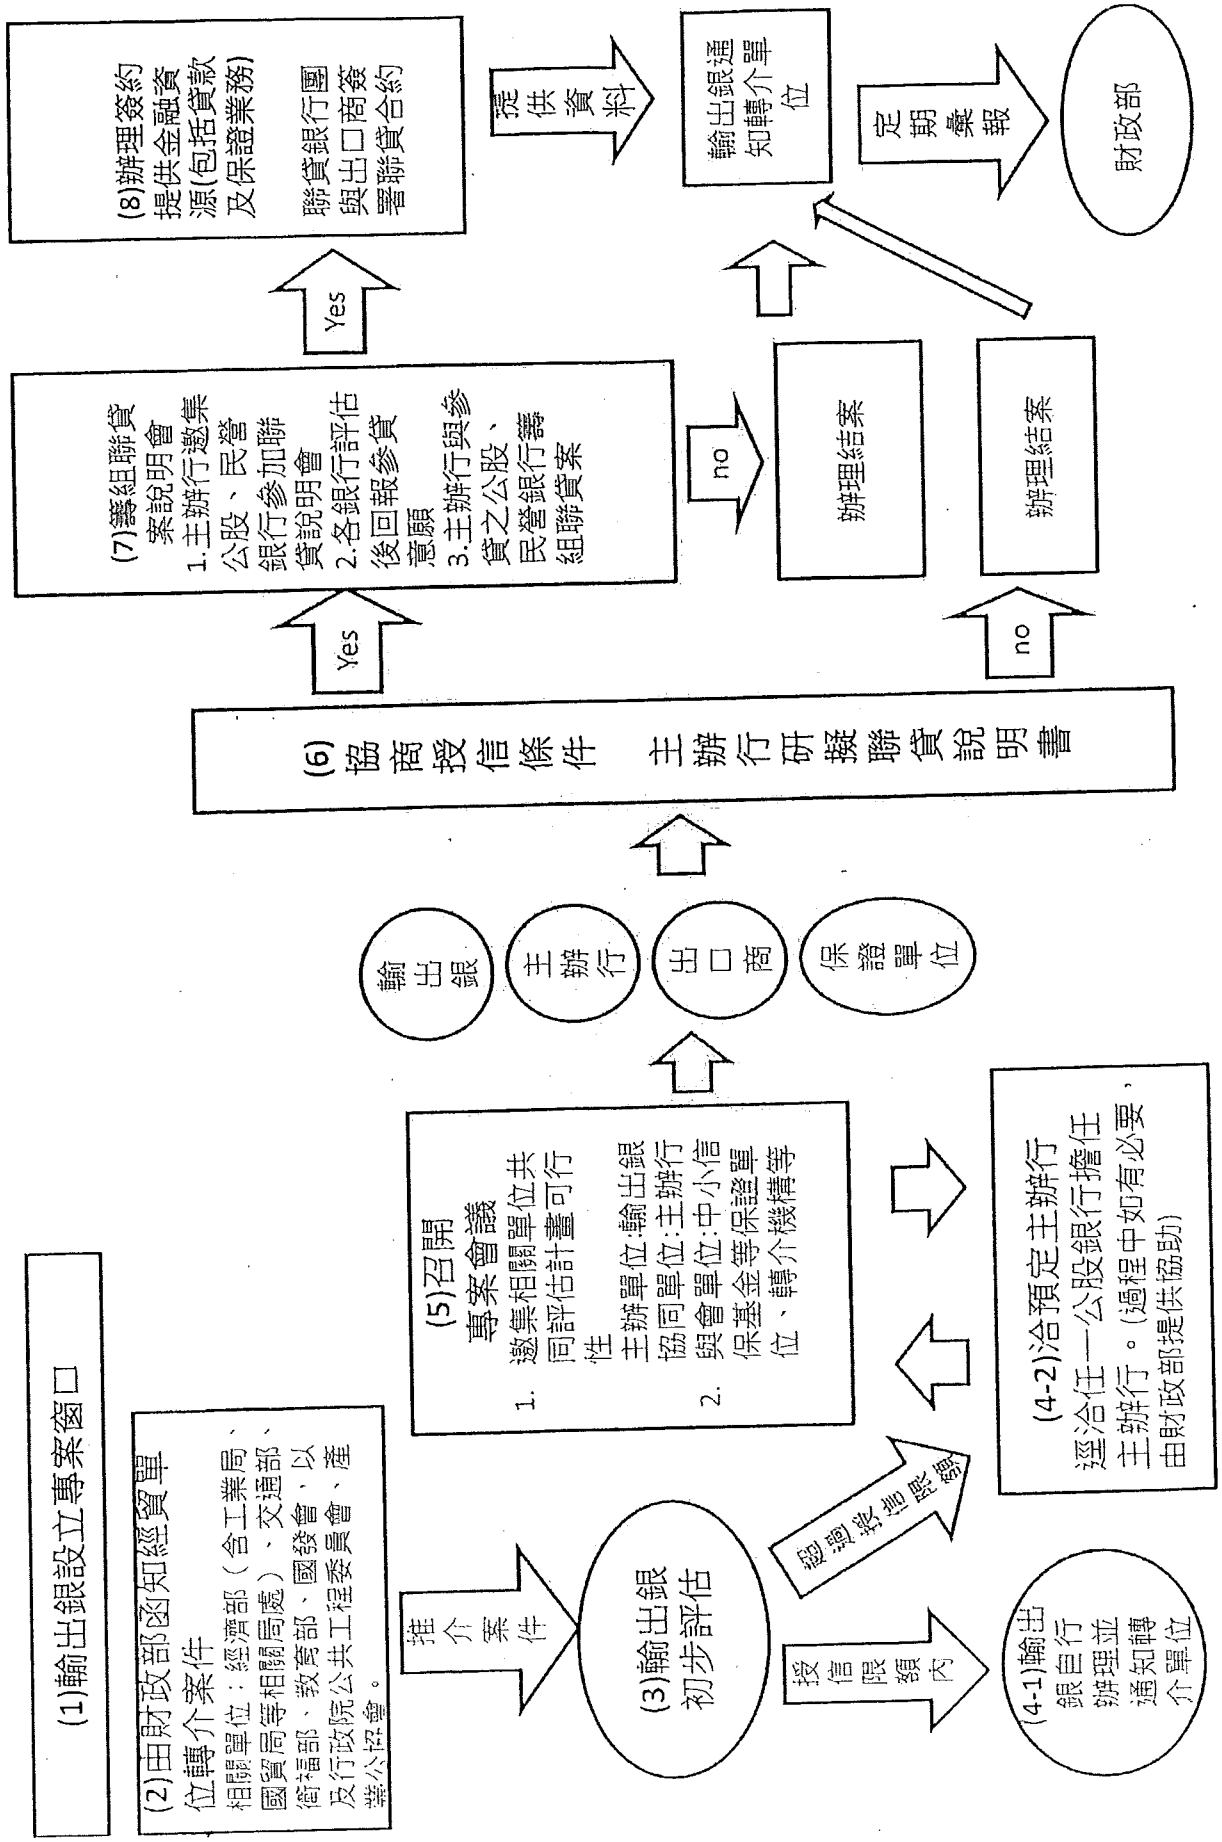 (1)輸出銀設立專案窗口
(2)由財政部函知經貿單
位轉介案件
相關單位：經濟部（含工業局、
國貿局等相關局處）、交通部、
衛福部、教育部、國發會、以
及行政院公共工程委員會、產
業公協會。
推介案件
(3)輸出銀
初步評估
授信限額內
超過授信限額
(4-1)輸出
銀自行
辦理並
通知轉
介單位
(4-2)洽預定主辦行
逕洽任一公股銀行擔任
主辦行。(過程中如有必要，
由財政部提供協助)
(5)召開
專案會議
1. 邀集相關單位共
同評估計畫可行
性
主辦單位:輸出銀
協同單位:主辦行
2. 與會單位:中小信
保基金等保證單
位、轉介機構等
輸出銀
主辦行
出口商
保證單位
(6)
協商授信條件 主辦行研擬聯貸說明書
Yes
no
(7)籌組聯貸
案說明會
1.主辦行邀集
公股、民營
銀行參加聯
貸說明會
2.各銀行評估
後回報參貸
意願
3.主辦行與參
貸之公股、
民營銀行籌
組聯貸案
Yes
no
辦理結案
辦理結案
(8)辦理簽約
提供金融資
源(包括貸款
及保證業務)
聯貸銀行團
與出口商簽
署聯貸合約
提供資料
輸出銀通
知轉介單
位
定期彙報
財政部